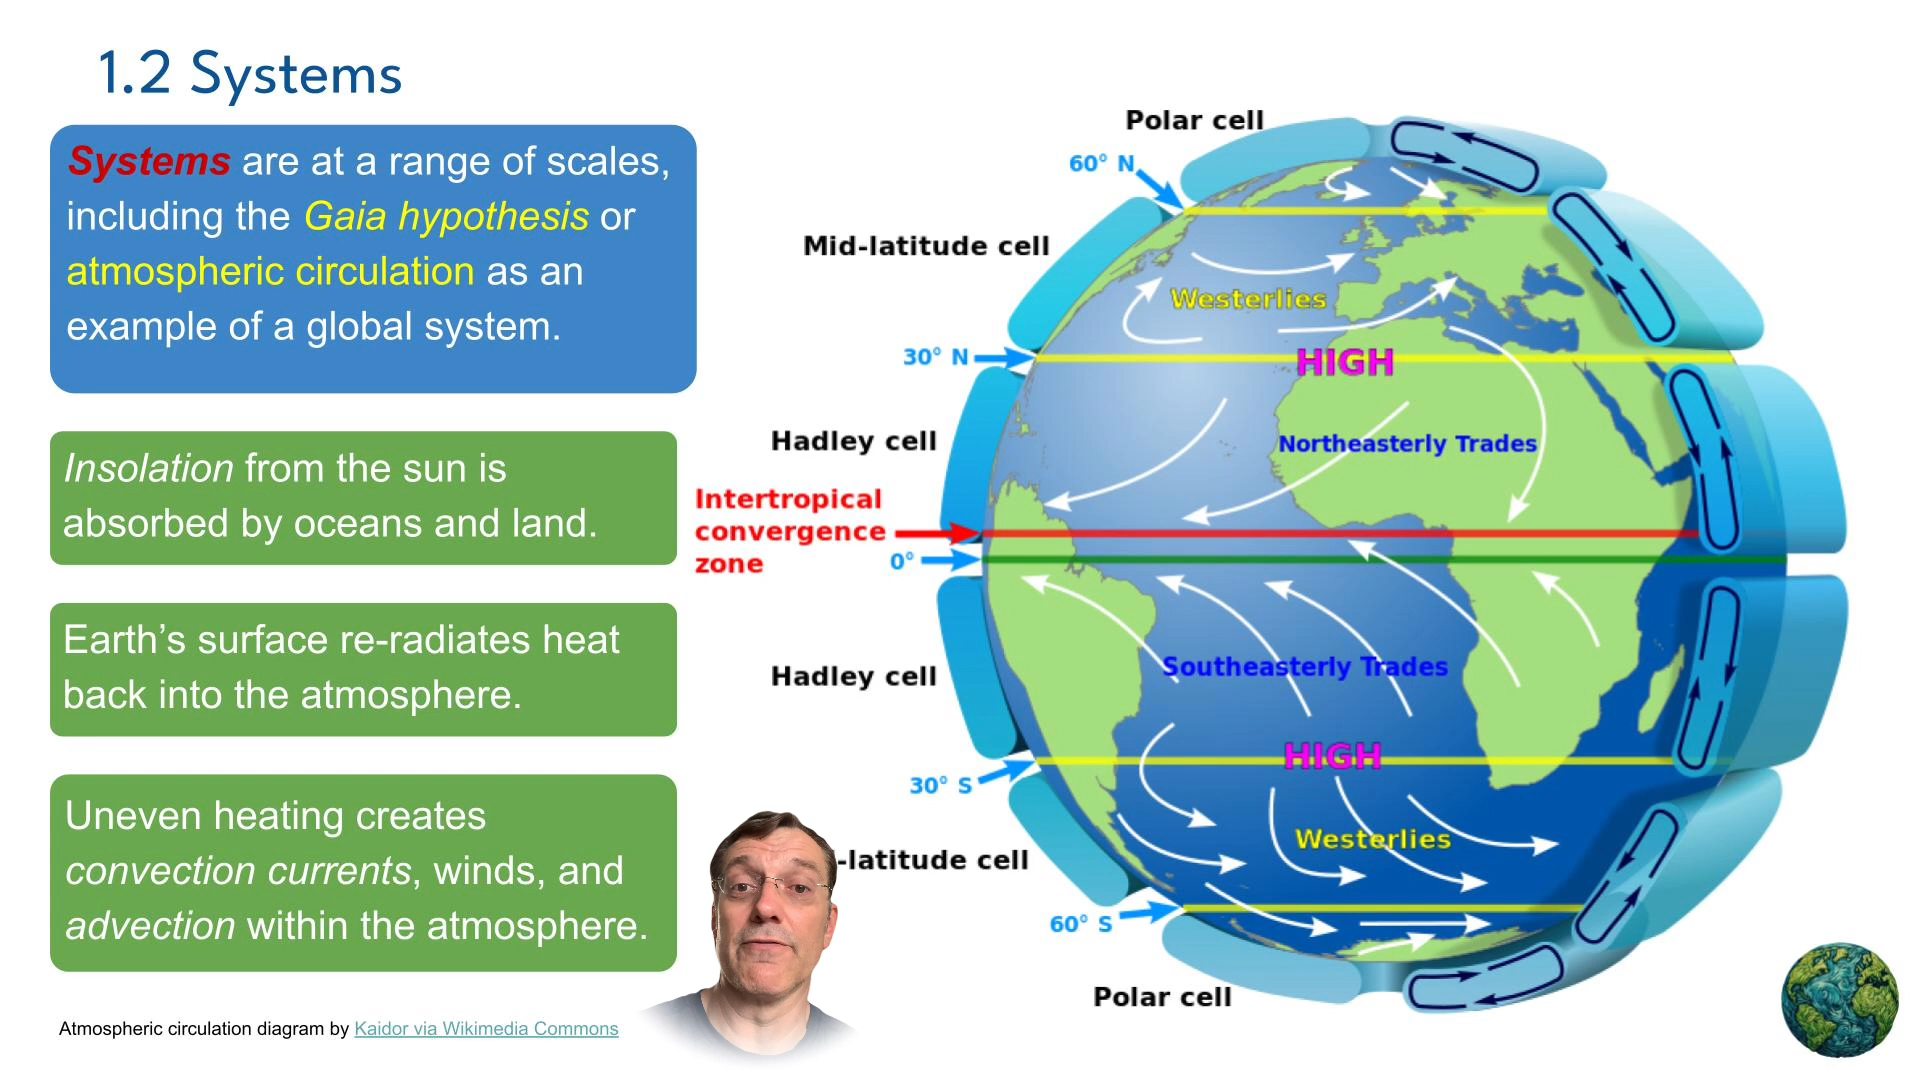 1.2 Systems
Systems are at a range of scales,
including the Gaia hypothesis or
atmospheric circulation as an
example of a global system.
Insolation from the sun is
absorbed by oceans and land.
Earth's surface re-radiates heat
back into the atmosphere.
Uneven heating creates
convection currents, winds, and
advection within the atmosphere.
Atmospheric circulation diagram by Kaidor via Wikimedia Commons
Polar cell
60° N
Mid-latitude cell
Westerlies
30° N
HIGH
Hadley cell
Northeasterly Trades
Intertropical
convergence
zone
0°
Hadley cell
Southeasterly Trades
HIGH
30° S
Westerlies
-latitude cell
60° S
Polar cell